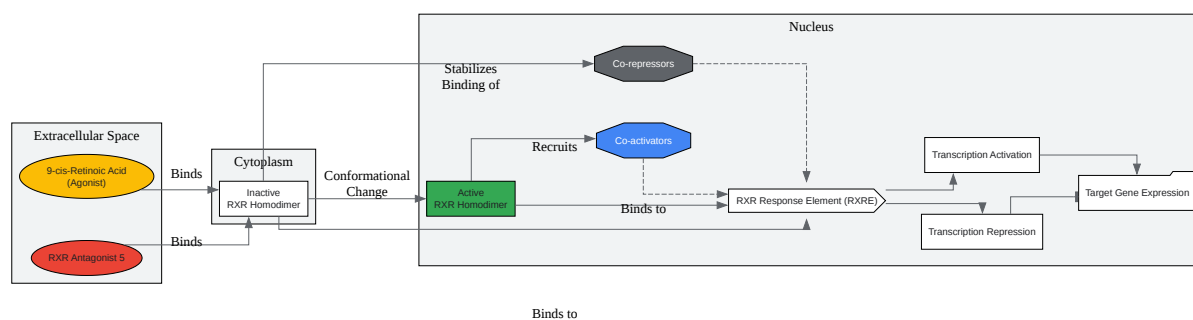 Nucleus
Stabilizes
Binding of
Co-repressors
Extracellular Space
9-cis-Retinoic Acid
(Agonist)
Binds
Cytoplasm
Inactive
RXR Homodimer
Conformational
Change
Active
RXR Homodimer
Recruits
Co-activators
Binds to
RXR Response Element (RXRE)
Transcription Activation
Target Gene Expression
Transcription Repression
RXR Antagonist 5
Binds
Binds to